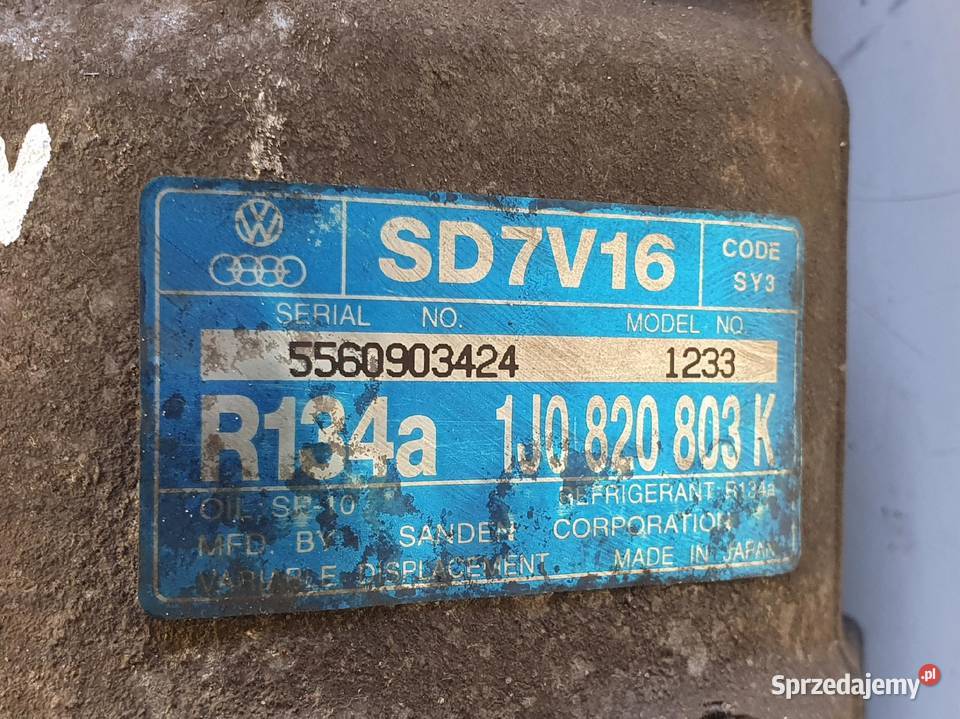 SD7V16
CODE
SY3
SERIAL NO. MODEL NO.
5560903424 1233
R134a 1J0 820 803 K
OIL SP-10 REFRIGERANT R134a
MFD. BY SANDEN CORPORATION
VARIABLE DISPLACEMENT MADE IN JAPAN
Sprzedajemy.pl